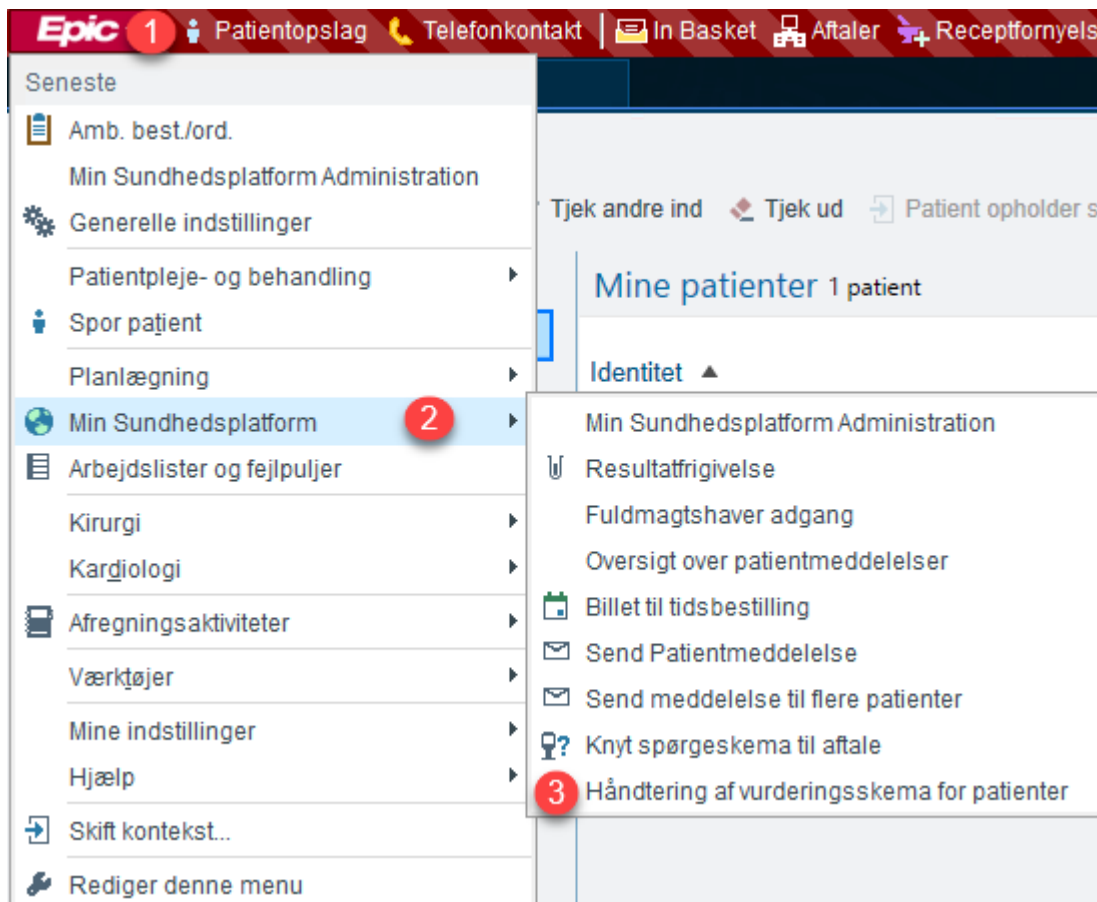 Epic 1 Patientopslag Telefonkontakt In Basket Aftaler Receptfornyels
Seneste
Amb. best./ord.
Min Sundhedsplatform Administration
Generelle indstillinger
Patientpleje- og behandling
Spor patient
Planlægning
Min Sundhedsplatform 2
Arbejdslister og fejlpuljer
Kirurgi
Kardiologi
Afregningsaktiviteter
Værktøjer
Mine indstillinger
Hjælp
Skift kontekst...
Rediger denne menu
Tjek andre ind Tjek ud Patient opholder s
Mine patienter 1 patient
Identitet ▲
Min Sundhedsplatform Administration
Resultatfrigivelse
Fuldmagtshaver adgang
Oversigt over patientmeddelelser
Billet til tidsbestilling
Send Patientmeddelelse
Send meddelelse til flere patienter
Knyt spørgeskema til aftale
3 Håndtering af vurderingsskema for patienter